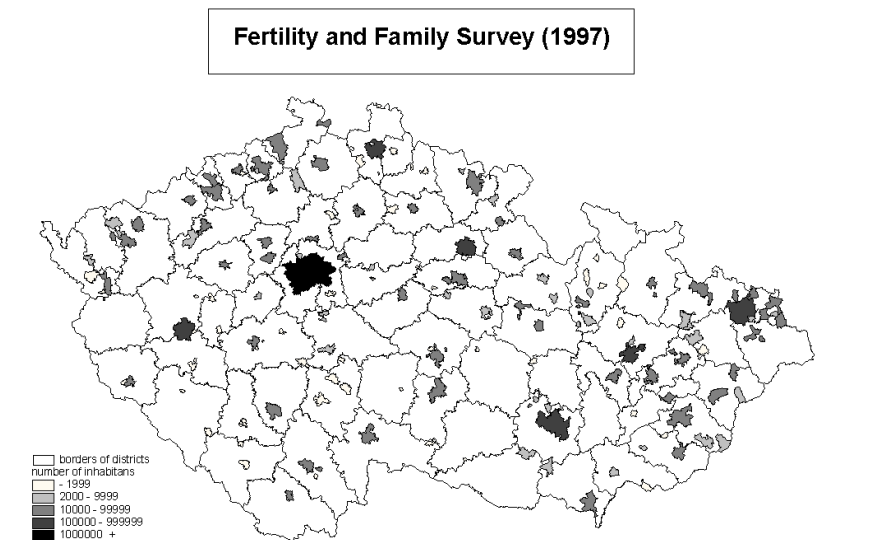 Fertility and Family Survey (1997)
borders of districts
number of inhabitans
- 1999
2000 - 9999
10000 - 99999
100000 - 999999
1000000 +